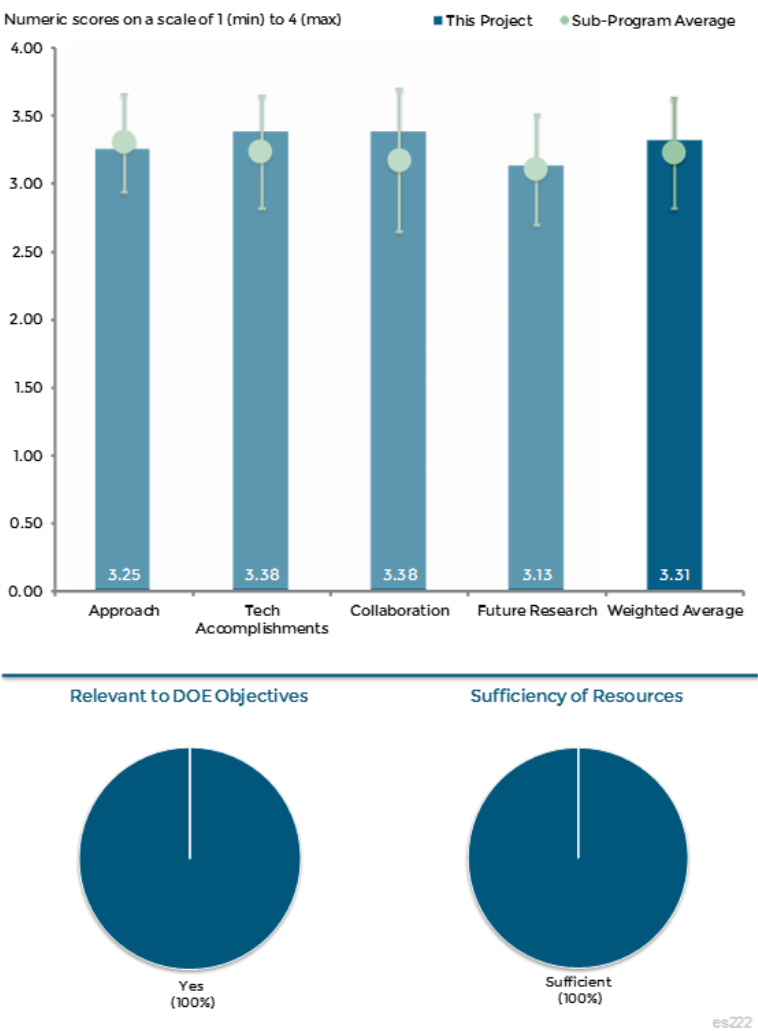 Numeric scores on a scale of 1 (min) to 4 (max)
This Project
Sub-Program Average
4.00
3.50
3.00
2.50
2.00
1.50
1.00
0.50
0.00
3.25
3.38
3.38
3.13
3.31
Approach
Tech
Accomplishments
Collaboration
Future Research
Weighted Average
Relevant to DOE Objectives
Sufficiency of Resources
Yes
(100%)
Sufficient
(100%)
es222